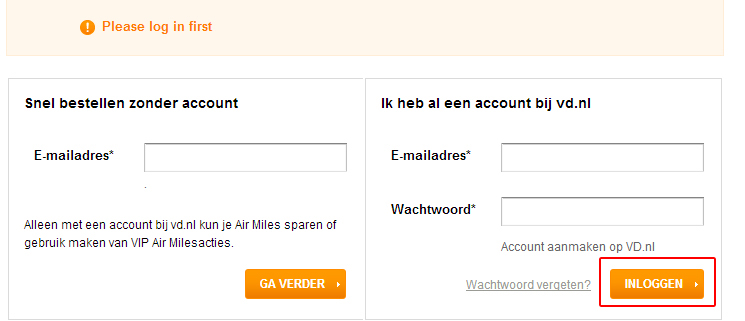 Please log in first
Snel bestellen zonder account
E-mailadres*
Alleen met een account bij vd.nl kun je Air Miles sparen of
gebruik maken van VIP Air Milesacties.
GA VERDER
Ik heb al een account bij vd.nl
E-mailadres*
Wachtwoord*
Account aanmaken op VD.nl
Wachtwoord vergeten?
INLOGGEN